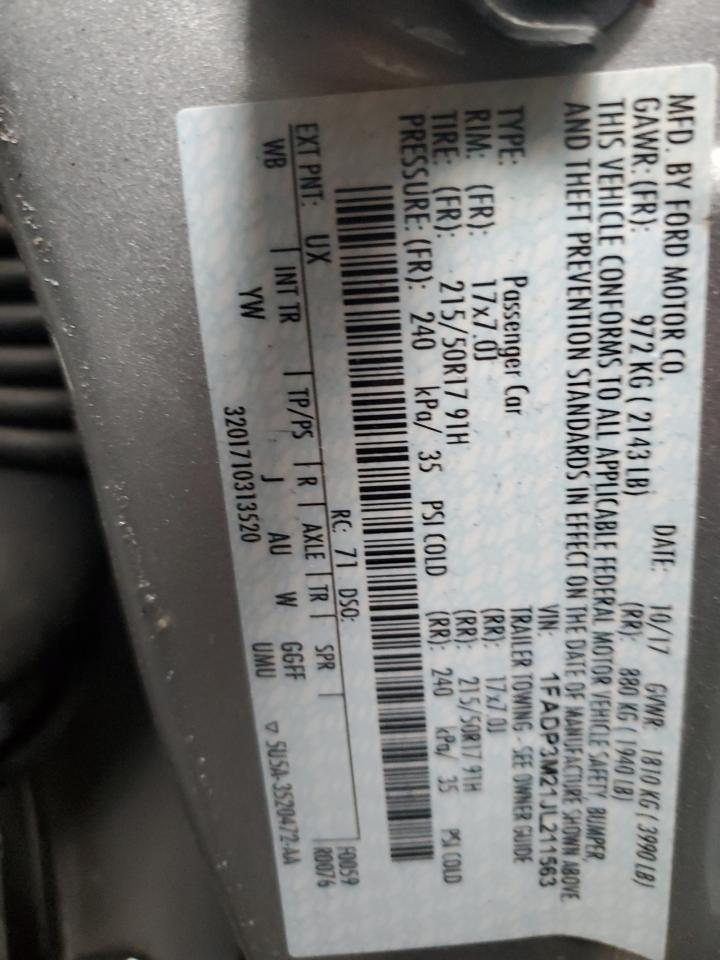 MFD. BY FORD MOTOR CO.
DATE: 10/17 GVWR: 1810 KG ( 3990 LB)
GAWR: (FR): 972 KG ( 2143 LB) (RR): 880 KG ( 1940 LB)
THIS VEHICLE CONFORMS TO ALL APPLICABLE FEDERAL MOTOR VEHICLE SAFETY, BUMPER,
AND THEFT PREVENTION STANDARDS IN EFFECT ON THE DATE OF MANUFACTURE SHOWN ABOVE.
VIN: 1FADP3M21JL211563
TYPE: Passenger Car TRAILER TOWING - SEE OWNER GUIDE
RIM: (FR): 17x7.0J (RR): 17x7.0J
TIRE: (FR): 215/50R17 91H (RR): 215/50R17 91H
PRESSURE: (FR): 240 kPa/ 35 PSI COLD (RR): 240 kPa/ 35 PSI COLD
H0059
R0076
EXT PNT: UX RC: 71 DSO:
WB INT TR TP/PS R AXLE TR SPR
YW J AU W GGFF
3201710313520 UMU ▽ 5U5A-3520472-AA